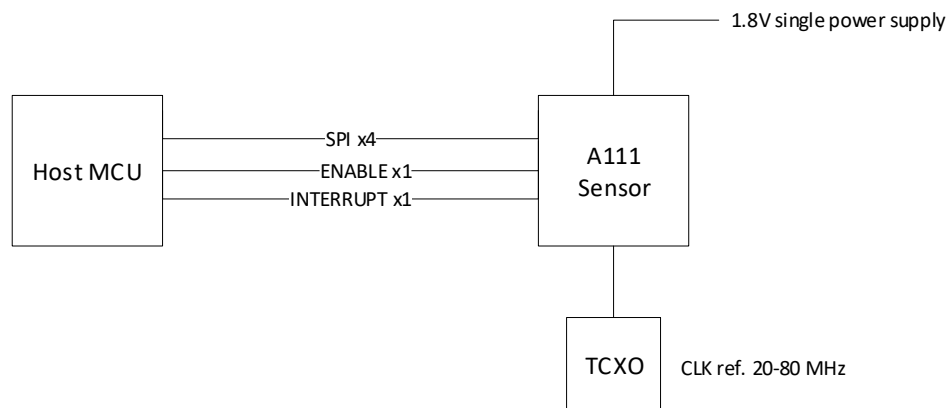 1.8V single power supply
Host MCU
SPI x4
ENABLE x1
INTERRUPT x1
A111
Sensor
TCXO
CLK ref. 20-80 MHz